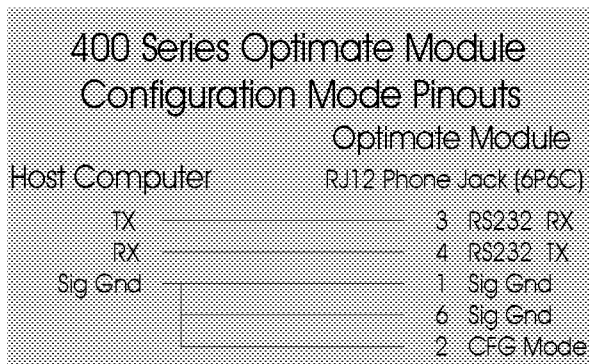 400 Series Optimate Module
Configuration Mode Pinouts
Optimate Module
Host Computer RJ12 Phone Jack (6P6C)
TX 3 RS232 RX
RX 4 RS232 TX
Sig Gnd 1 Sig Gnd
6 Sig Gnd
2 CFG Mode